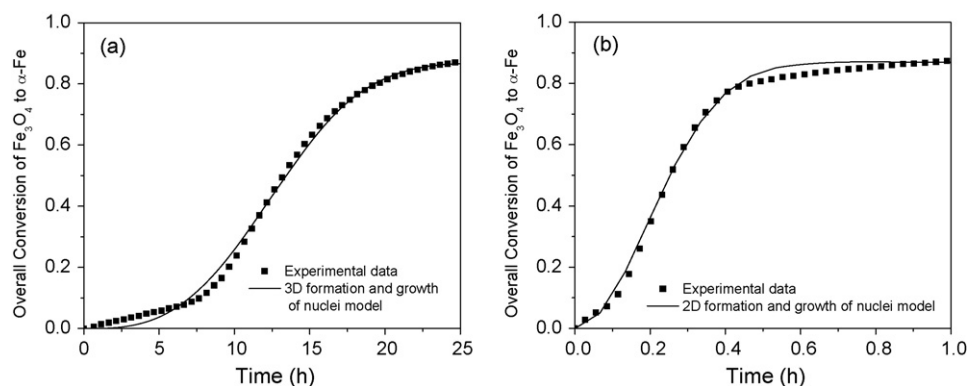 (a)
Overall Conversion of Fe₃O₄ to α-Fe
1.0
0.8
0.6
0.4
0.2
0.0
Experimental data
3D formation and growth
of nuclei model
0
5
10
15
20
25
Time (h)
(b)
Overall Conversion of Fe₃O₄ to α-Fe
1.0
0.8
0.6
0.4
0.2
0.0
Experimental data
2D formation and growth of nuclei model
0.0
0.2
0.4
0.6
0.8
1.0
Time (h)